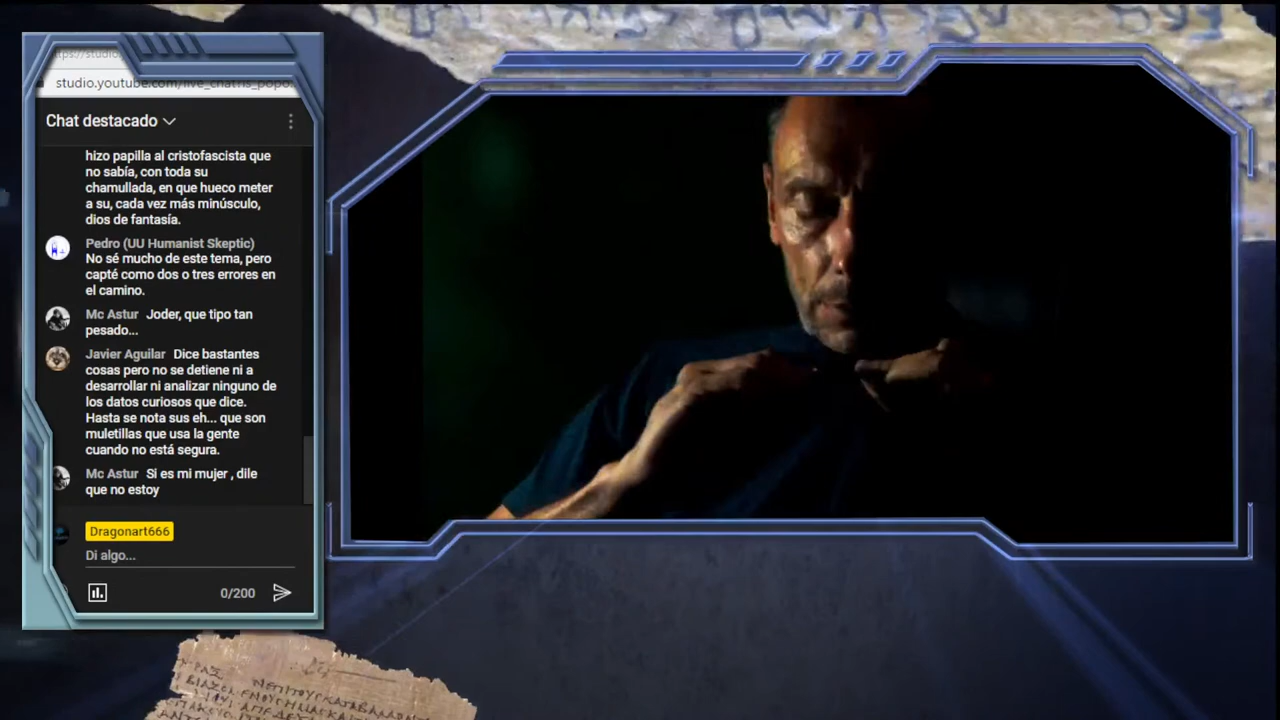 studio.youtube.com/live_chat?is_popo
Chat destacado
hizo papilla al cristofascista que
no sabía, con toda su
chamullada, en que hueco meter
a su, cada vez más minúsculo,
dios de fantasía.
Pedro (UU Humanist Skeptic)
No sé mucho de este tema, pero
capté como dos o tres errores en
el camino.
Mc Astur Joder, que tipo tan
pesado...
Javier Aguilar Dice bastantes
cosas pero no se detiene ni a
desarrollar ni analizar ninguno de
los datos curiosos que dice.
Hasta se nota sus eh... que son
muletillas que usa la gente
cuando no está segura.
Mc Astur Si es mi mujer , dile
que no estoy
Dragonart666
Di algo...
0/200